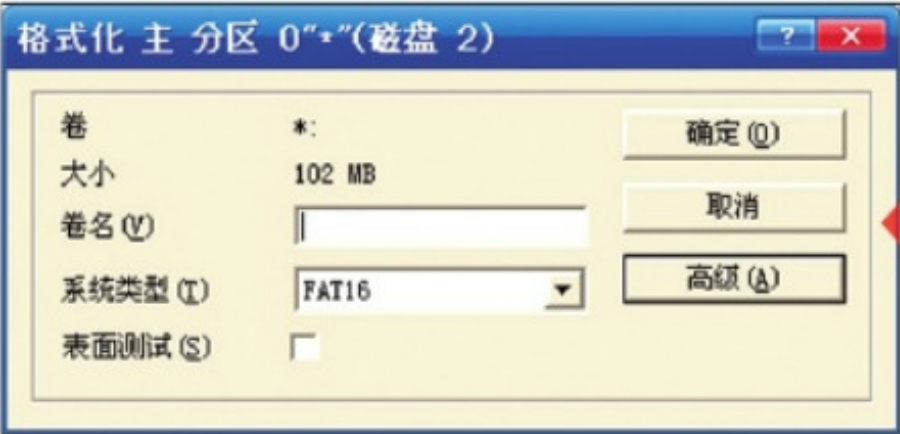 格式化 主 分区 0"*"(磁盘 2)
卷 *:
大小 102 MB
卷名(V)
系统类型(T) FAT16
表面测试(S)
确定(O)
取消
高级(A)